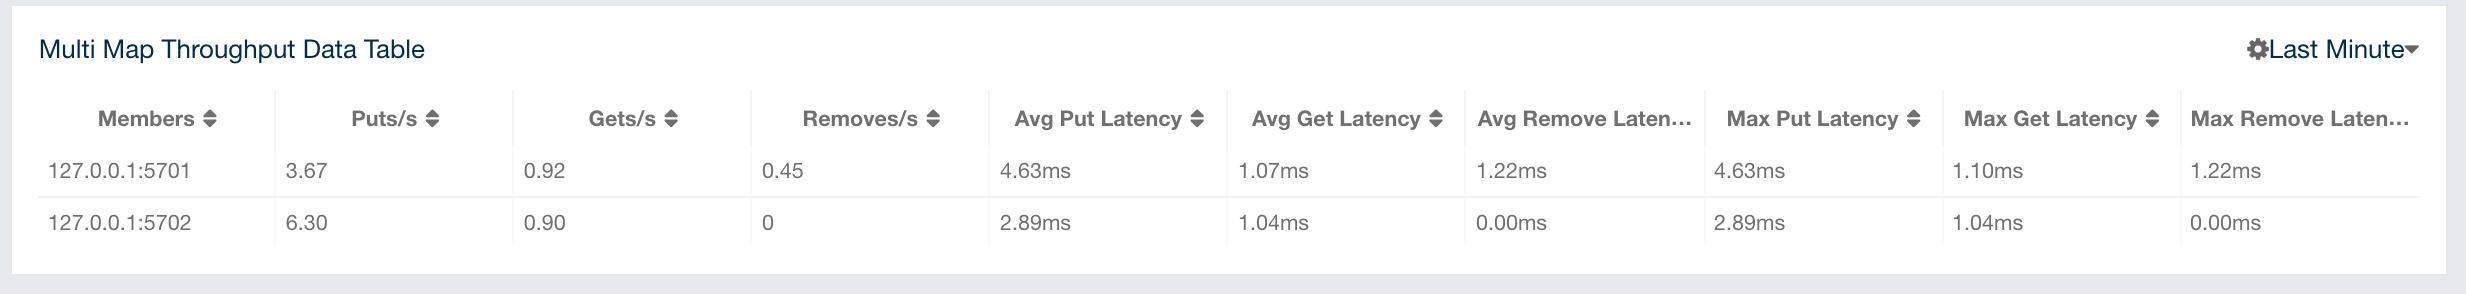 Multi Map Throughput Data Table Last Minute
Members Puts/s Gets/s Removes/s Avg Put Latency Avg Get Latency Avg Remove Laten... Max Put Latency Max Get Latency Max Remove Laten...
127.0.0.1:5701 3.67 0.92 0.45 4.63ms 1.07ms 1.22ms 4.63ms 1.10ms 1.22ms
127.0.0.1:5702 6.30 0.90 0 2.89ms 1.04ms 0.00ms 2.89ms 1.04ms 0.00ms